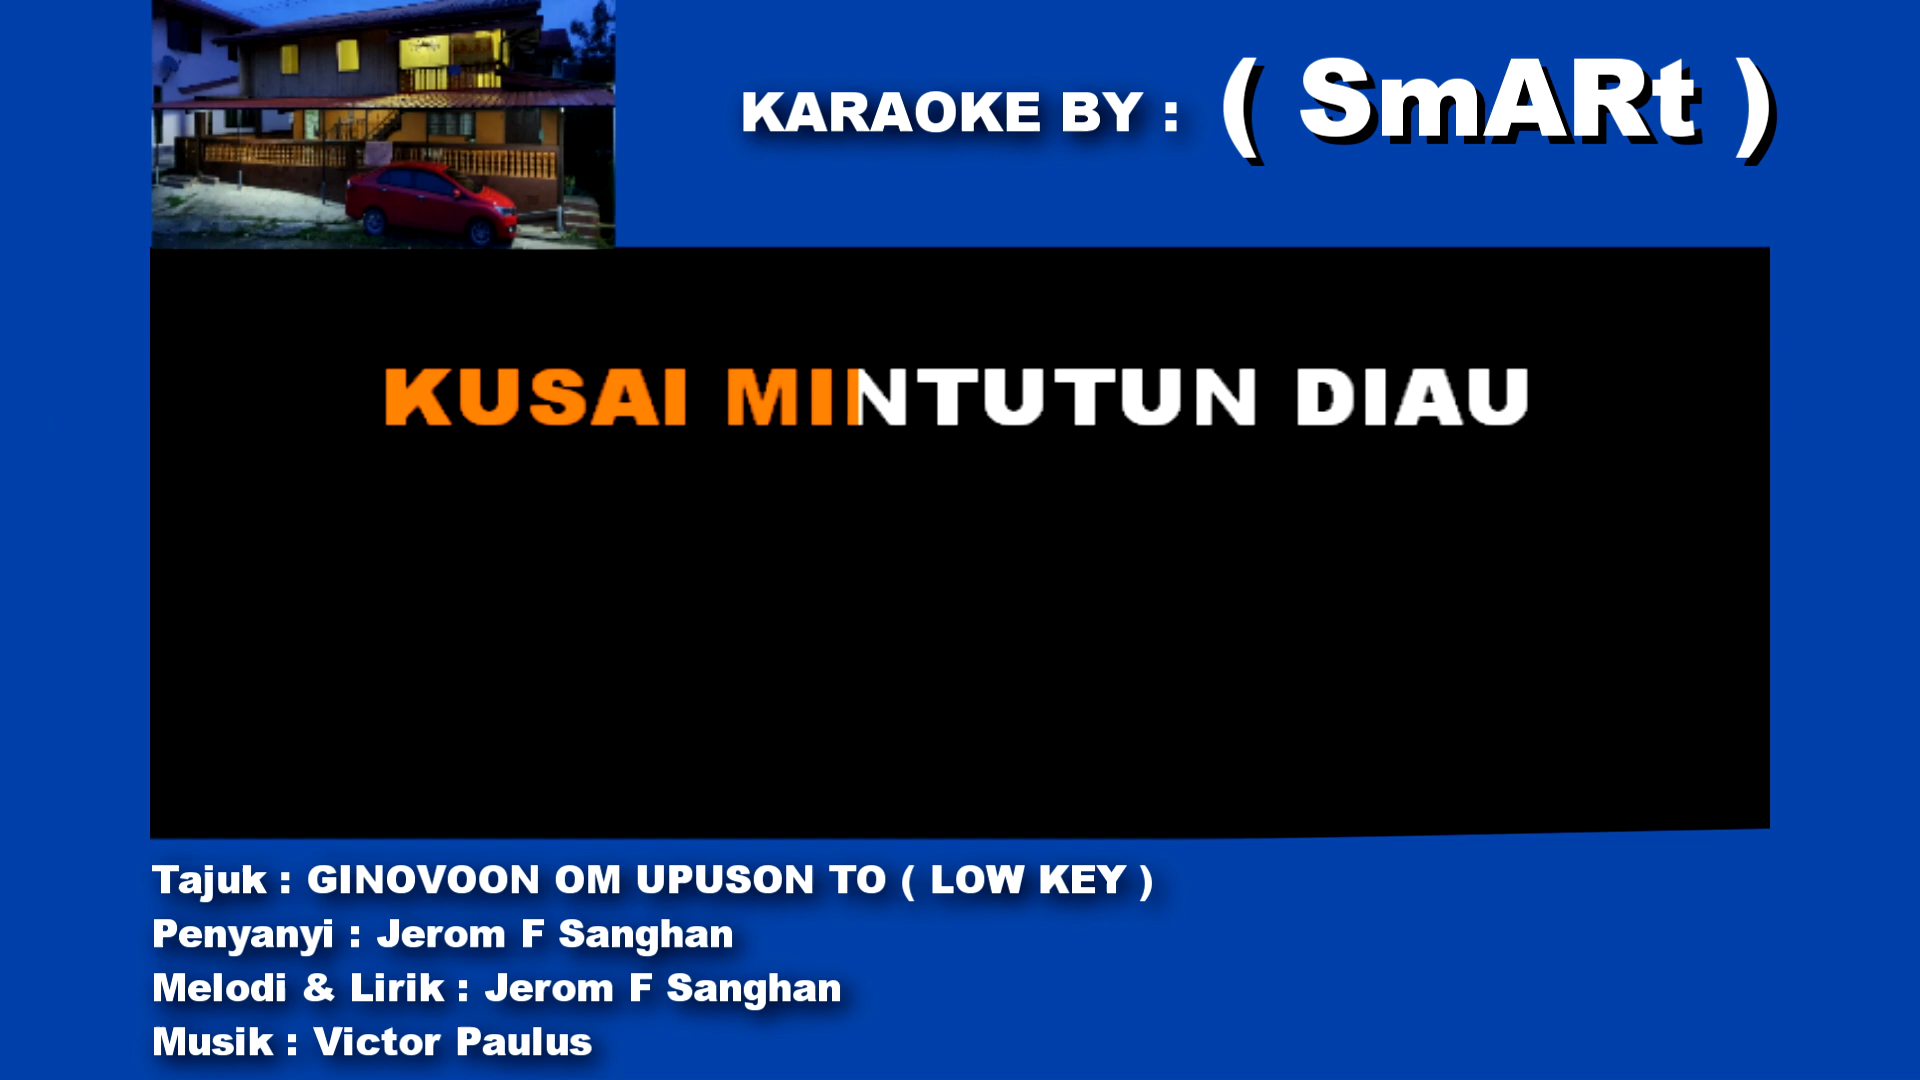 KARAOKE BY : ( SmARt )
KUSAI MINTUTUN DIAU
Tajuk : GINOVOON OM UPUSON TO ( LOW KEY )
Penyanyi : Jerom F Sanghan
Melodi & Lirik : Jerom F Sanghan
Musik : Victor Paulus